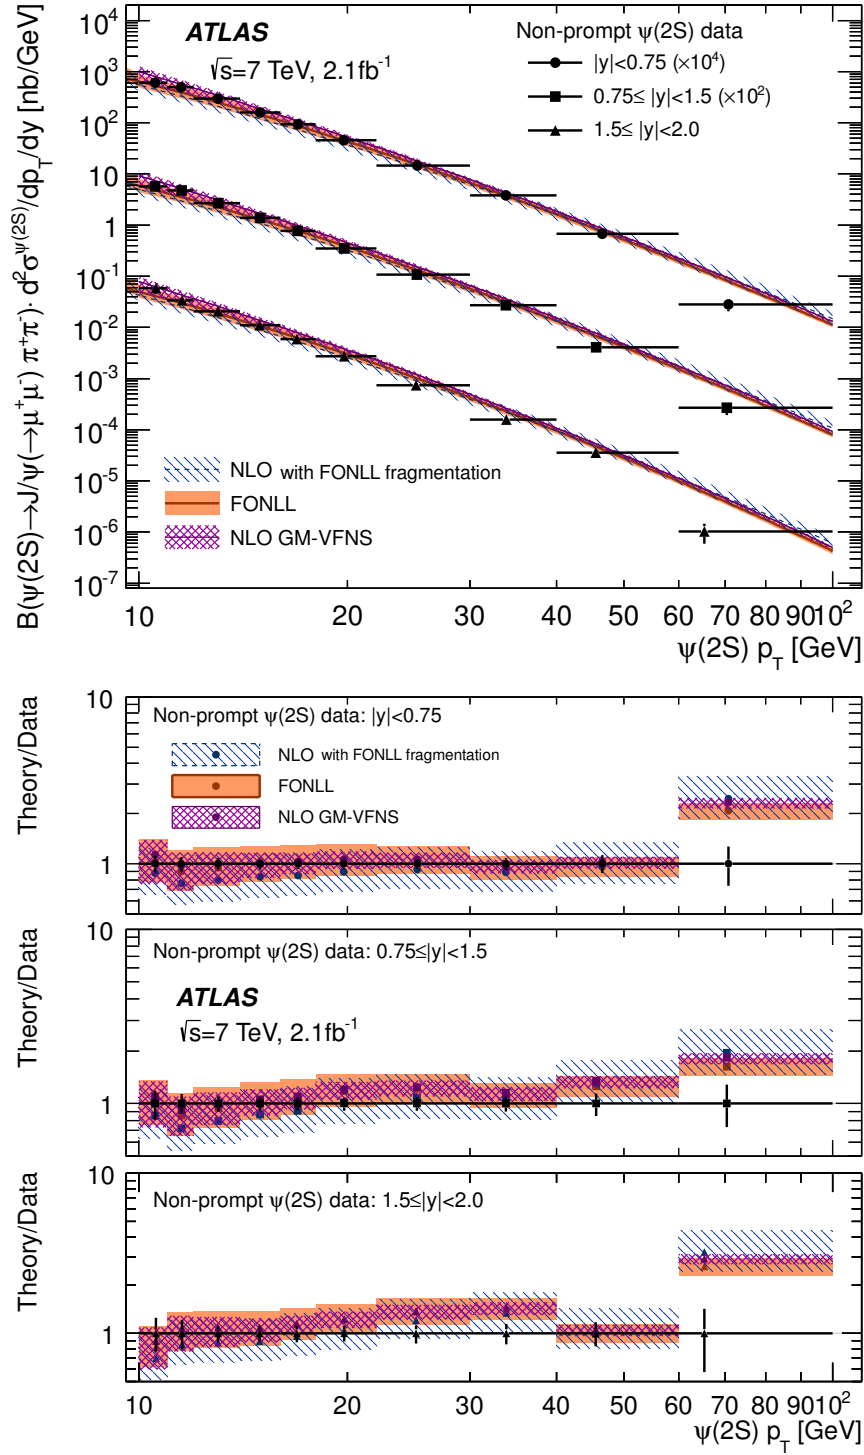 B(ψ(2S)→J/ψ(→μ⁺μ⁻) π⁺π⁻)· d²σ^ψ(2S)/dp_T/dy [nb/GeV]
ATLAS
√s=7 TeV, 2.1fb⁻¹
Non-prompt ψ(2S) data
|y|<0.75 (×10⁴)
0.75≤ |y|<1.5 (×10²)
1.5≤ |y|<2.0
10⁴
10³
10²
10
1
10⁻¹
10⁻²
10⁻³
10⁻⁴
10⁻⁵
10⁻⁶
10⁻⁷
NLO with FONLL fragmentation
FONLL
NLO GM-VFNS
10 20 30 40 50 60 70 80 90 10²
ψ(2S) p_T [GeV]
Theory/Data
10
1
Non-prompt ψ(2S) data: |y|<0.75
NLO with FONLL fragmentation
FONLL
NLO GM-VFNS
Theory/Data
10
1
Non-prompt ψ(2S) data: 0.75≤|y|<1.5
ATLAS
√s=7 TeV, 2.1fb⁻¹
Theory/Data
10
1
Non-prompt ψ(2S) data: 1.5≤|y|<2.0
10 20 30 40 50 60 70 80 90 10²
ψ(2S) p_T [GeV]